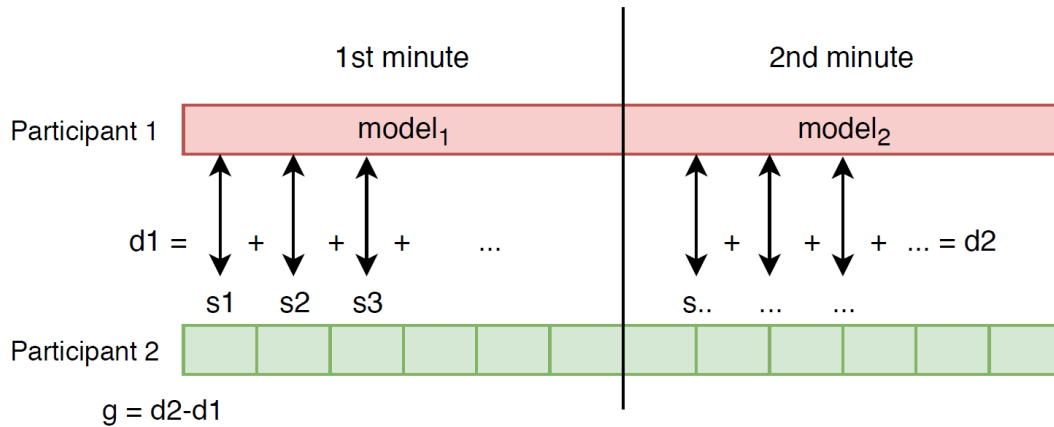 1st minute 2nd minute
Participant 1 model₁ model₂
d1 = + + + ... + + + ... = d2
s1 s2 s3 s.. ... ...
Participant 2
g = d2-d1